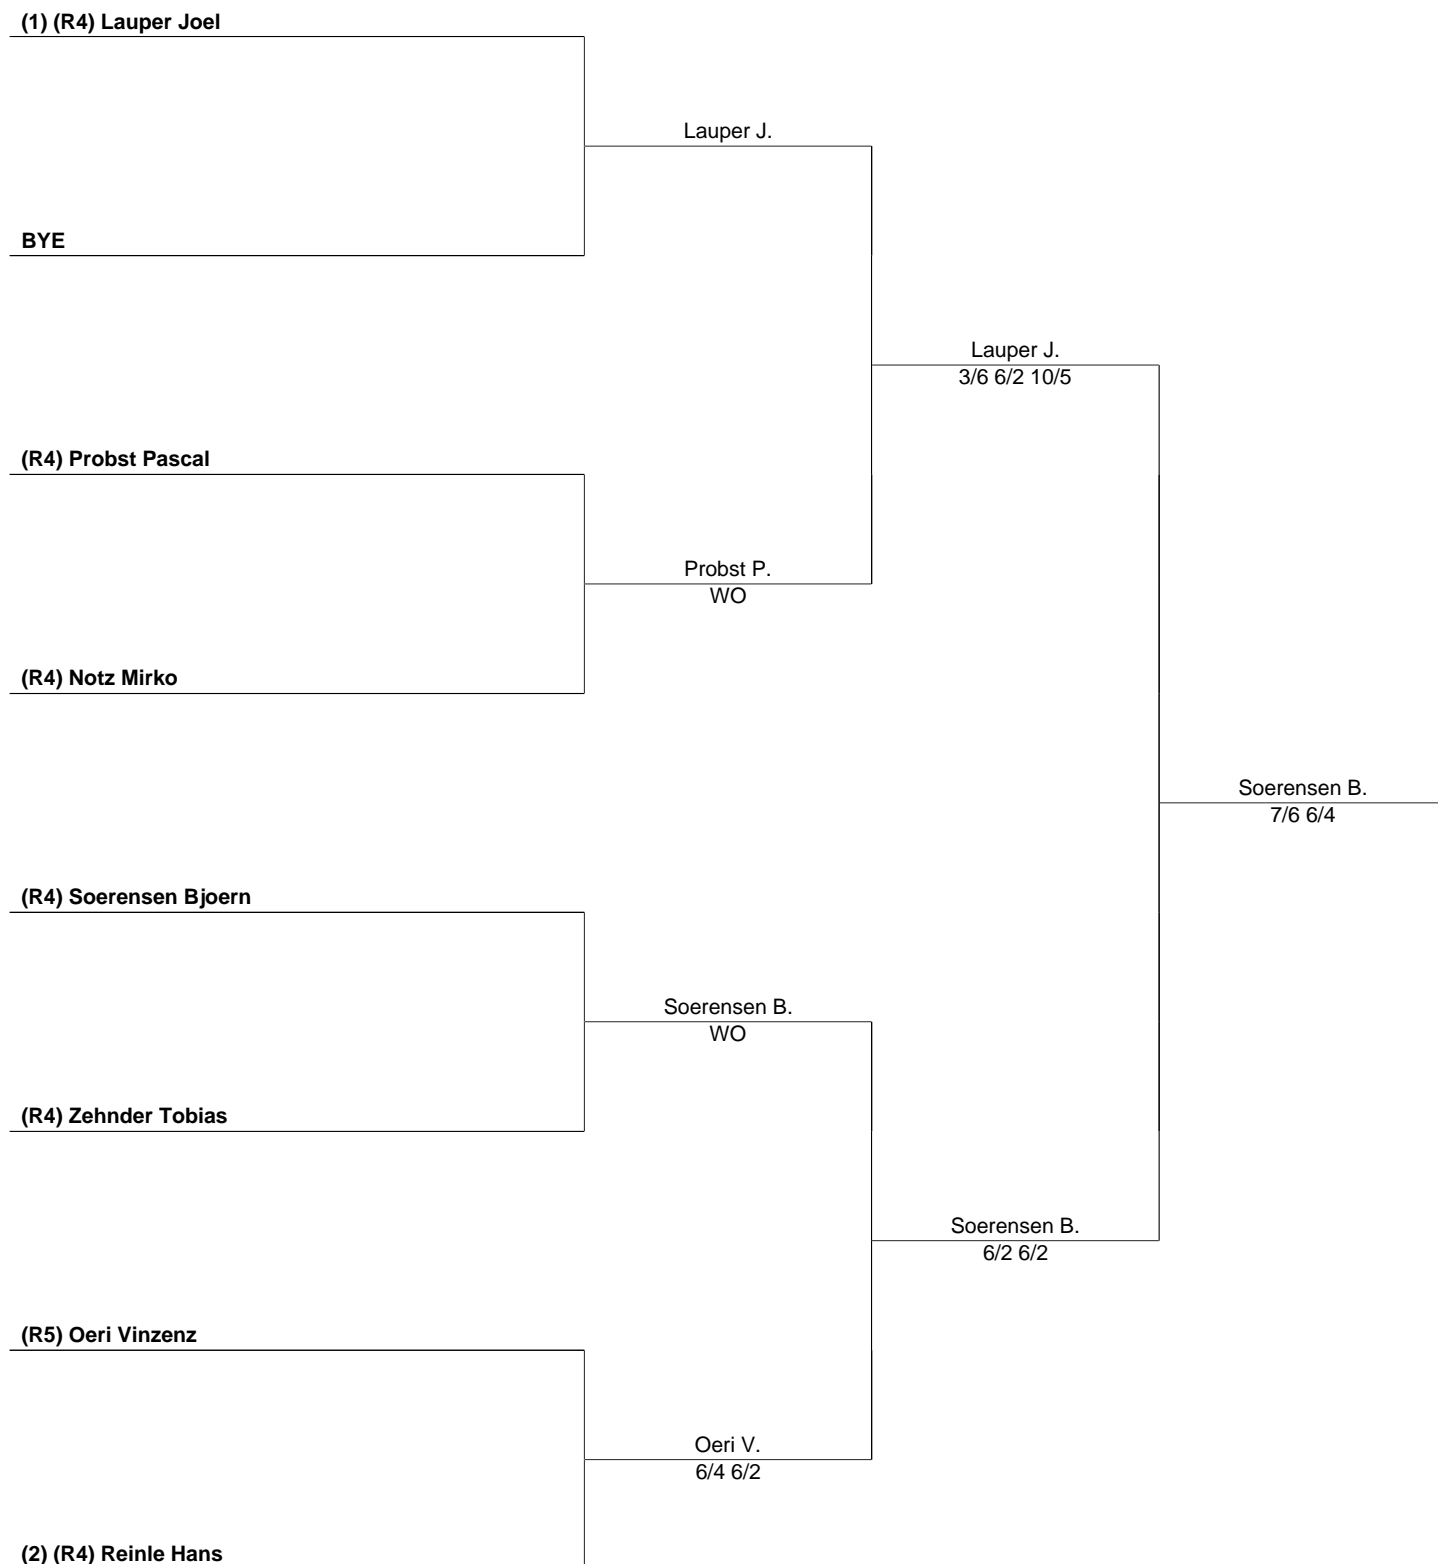 (1) (R4) Lauper Joel
Lauper J.
BYE
Lauper J.
3/6 6/2 10/5
(R4) Probst Pascal
Probst P.
WO
(R4) Notz Mirko
Soerensen B.
7/6 6/4
(R4) Soerensen Bjoern
Soerensen B.
WO
(R4) Zehnder Tobias
Soerensen B.
6/2 6/2
(R5) Oeri Vinzenz
Oeri V.
6/4 6/2
(2) (R4) Reinle Hans